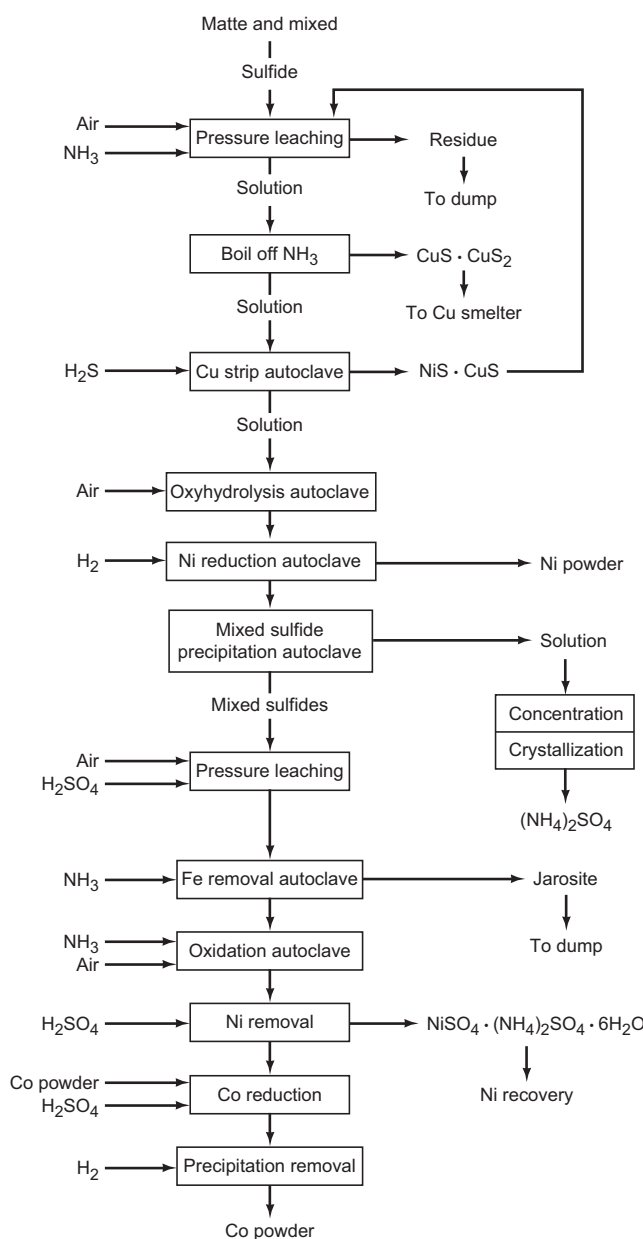 Matte and mixed
Sulfide
Air
NH3
Pressure leaching
Residue
To dump
Solution
Boil off NH3
CuS · CuS2
To Cu smelter
Solution
H2S
Cu strip autoclave
NiS · CuS
Solution
Air
Oxyhydrolysis autoclave
H2
Ni reduction autoclave
Ni powder
Mixed sulfide
precipitation autoclave
Solution
Mixed sulfides
Concentration
Crystallization
(NH4)2SO4
Air
H2SO4
Pressure leaching
NH3
Fe removal autoclave
Jarosite
To dump
NH3
Air
Oxidation autoclave
H2SO4
Ni removal
NiSO4 · (NH4)2SO4 · 6H2O
Ni recovery
Co powder
H2SO4
Co reduction
H2
Precipitation removal
Co powder